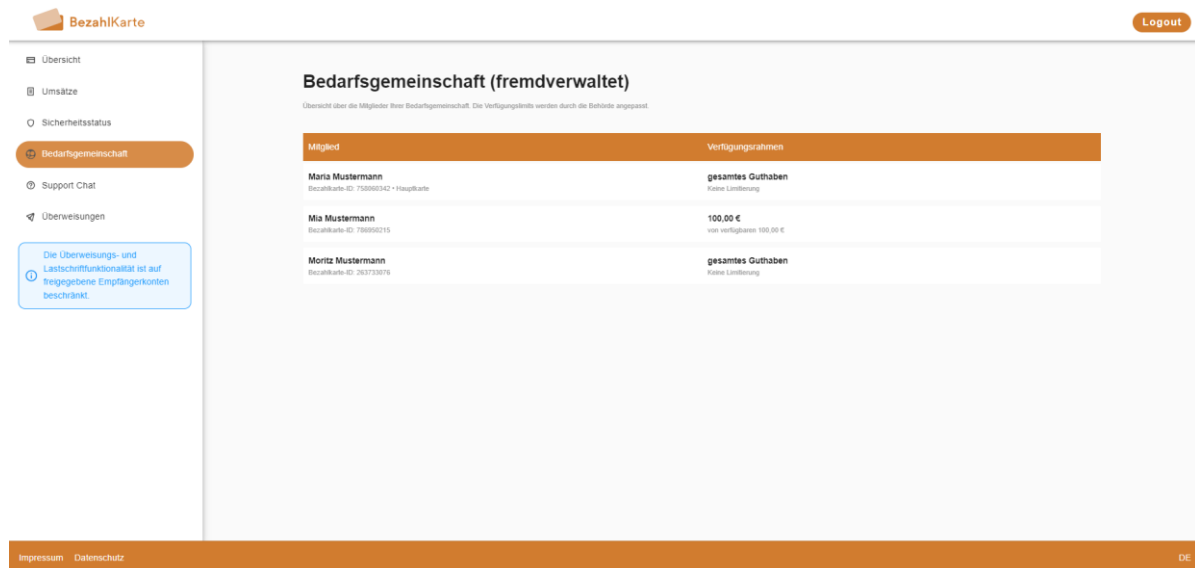 BezahlKarte
Logout
Übersicht
Umsätze
Sicherheitsstatus
Bedarfsgemeinschaft
Support Chat
Überweisungen
Die Überweisungs- und
Lastschriftfunktionalität ist auf
freigegebene Empfängerkonten
beschränkt.
Bedarfsgemeinschaft (fremdverwaltet)
Übersicht über die Mitglieder Ihrer Bedarfsgemeinschaft. Die Verfügungslimits werden durch die Behörde angepasst.
Mitglied Verfügungsrahmen
Maria Mustermann gesamtes Guthaben
Bezahlkarte-ID: 758060342 • Hauptkarte Keine Limitierung
Mia Mustermann 100,00 €
Bezahlkarte-ID: 786950215 von verfügbaren 100,00 €
Moritz Mustermann gesamtes Guthaben
Bezahlkarte-ID: 263733076 Keine Limitierung
Impressum Datenschutz DE